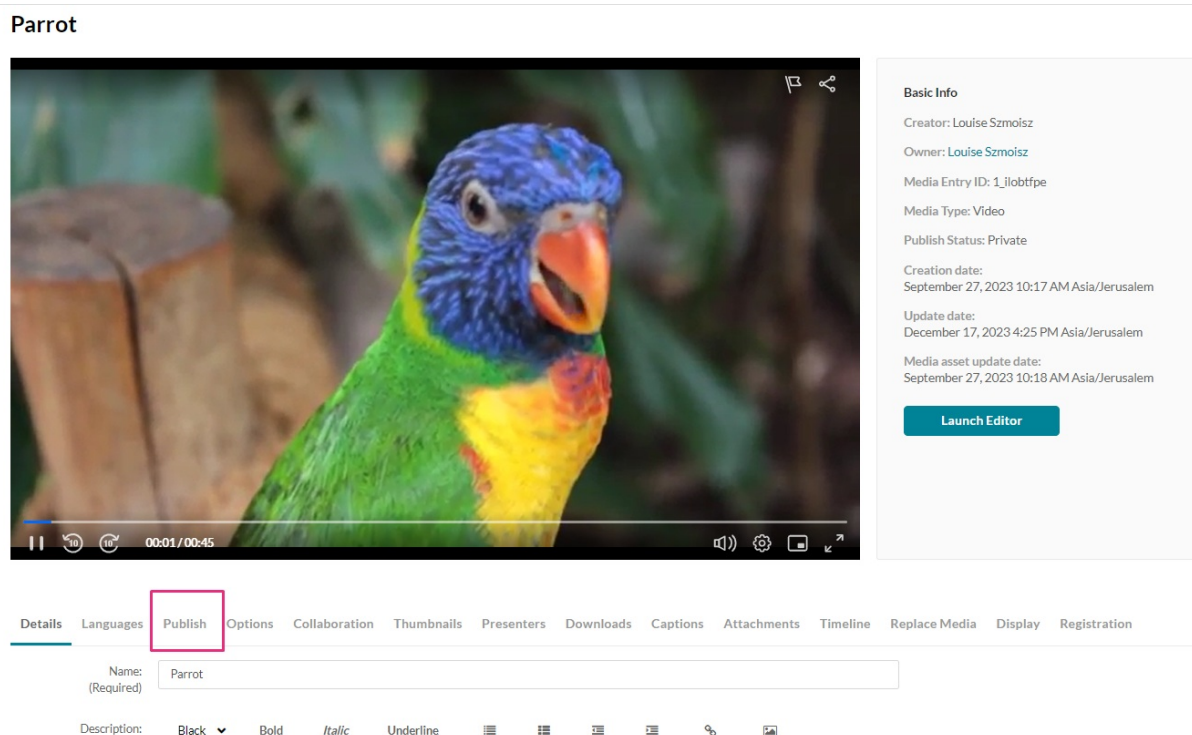 Parrot
Basic Info
Creator: Louise Szmoisz
Owner: Louise Szmoisz
Media Entry ID: 1_ilobtfpe
Media Type: Video
Publish Status: Private
Creation date:
September 27, 2023 10:17 AM Asia/Jerusalem
Update date:
December 17, 2023 4:25 PM Asia/Jerusalem
Media asset update date:
September 27, 2023 10:18 AM Asia/Jerusalem
Launch Editor
10 10 00:01 / 00:45
Details Languages Publish Options Collaboration Thumbnails Presenters Downloads Captions Attachments Timeline Replace Media Display Registration
Name: Parrot
(Required)
Description: Black Bold Italic Underline